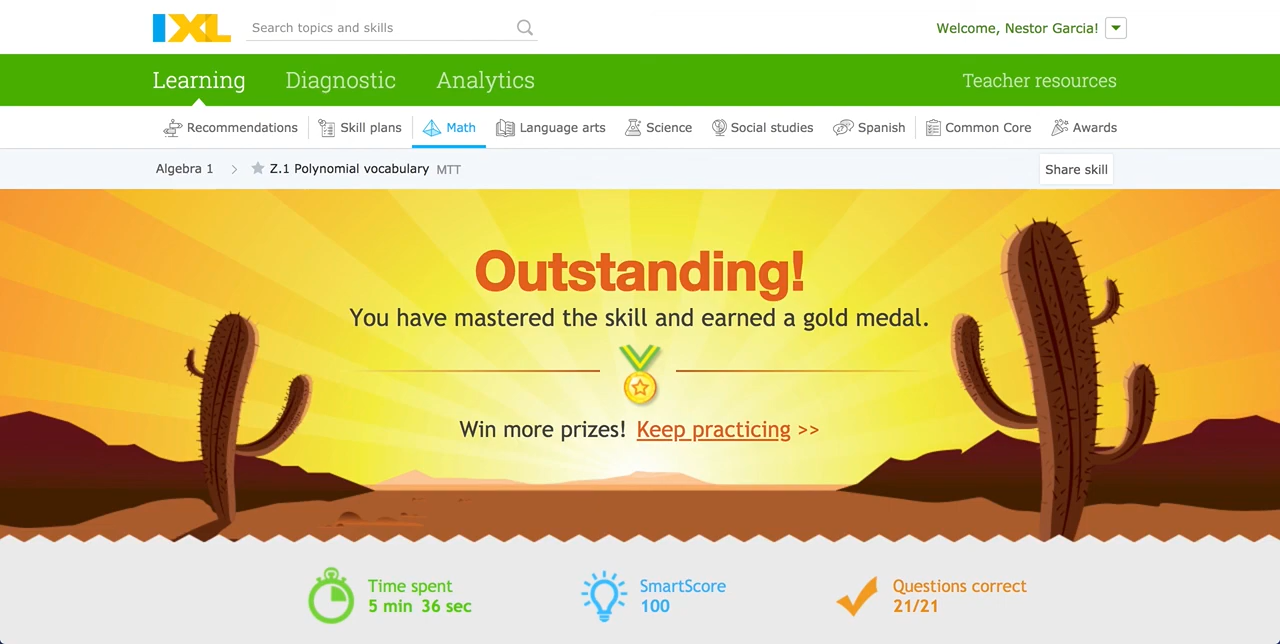 IXL Search topics and skills Welcome, Nestor Garcia!
Learning Diagnostic Analytics Teacher resources
Recommendations Skill plans Math Language arts Science Social studies Spanish Common Core Awards
Algebra 1 > Z.1 Polynomial vocabulary MTT Share skill
Outstanding!
You have mastered the skill and earned a gold medal.
Win more prizes! Keep practicing >>
Time spent SmartScore Questions correct
5 min 36 sec 100 21/21